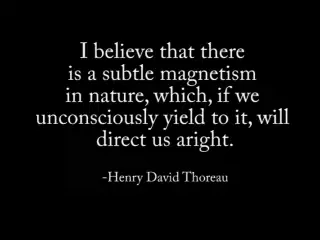 I believe that there
is a subtle magnetism
in nature, which, if we
unconsciously yield to it, will
direct us aright.
-Henry David Thoreau